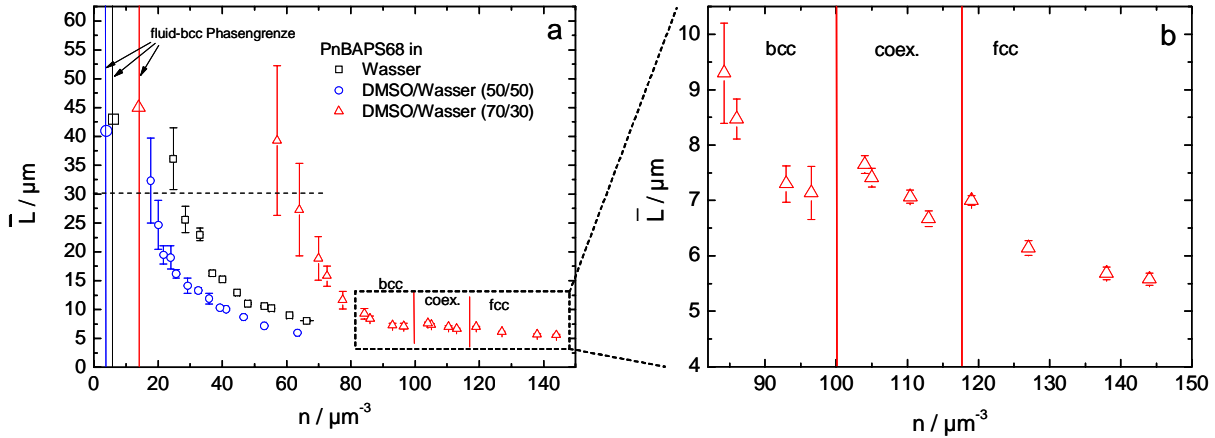 a
fluid-bcc Phasengrenze
PnBAPS68 in
Wasser
DMSO/Wasser (50/50)
DMSO/Wasser (70/30)
bcc
coex.
fcc
60
55
50
45
40
35
30
25
20
15
10
5
0
L / µm
0 20 40 60 80 100 120 140
n / µm⁻³
b
bcc
coex.
fcc
10
9
8
7
6
5
4
L / µm
90 100 110 120 130 140 150
n / µm⁻³